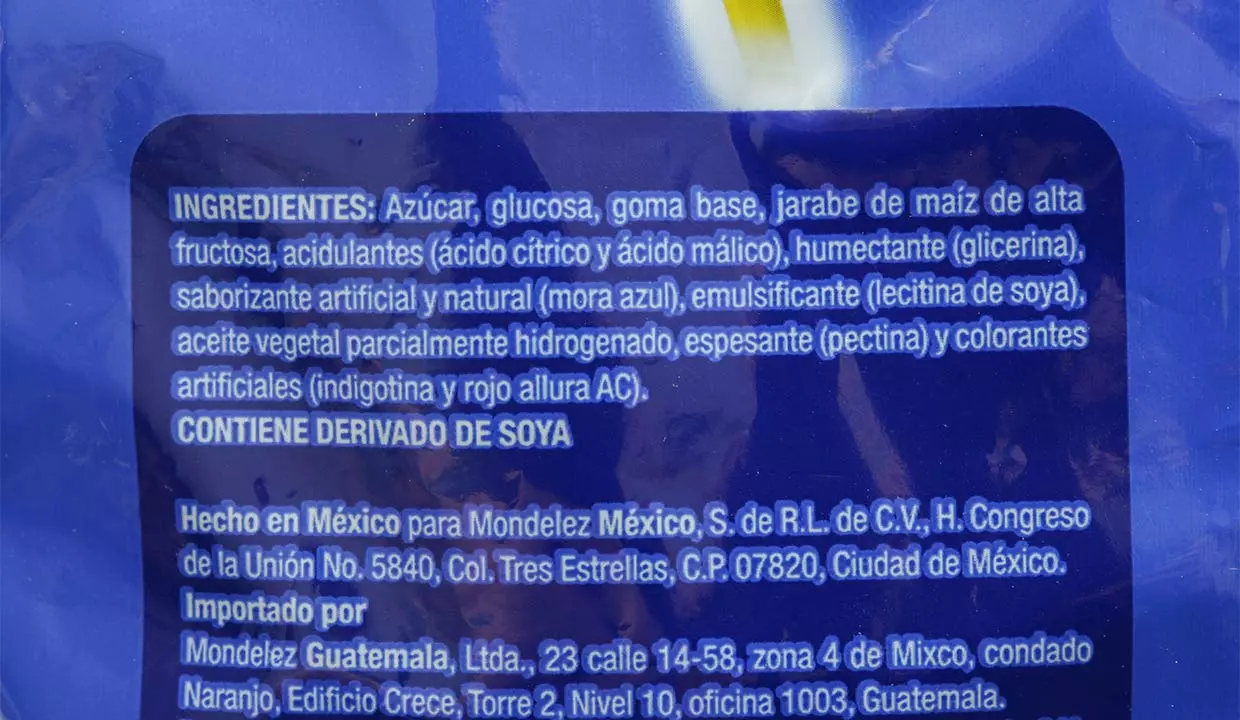 INGREDIENTES: Azúcar, glucosa, goma base, jarabe de maíz de alta
fructosa, acidulantes (ácido cítrico y ácido málico), humectante (glicerina),
saborizante artificial y natural (mora azul), emulsificante (lecitina de soya),
aceite vegetal parcialmente hidrogenado, espesante (pectina) y colorantes
artificiales (indigotina y rojo allura AC).
CONTIENE DERIVADO DE SOYA
Hecho en México para Mondelez México, S. de R.L. de C.V., H. Congreso
de la Unión No. 5840, Col. Tres Estrellas, C.P. 07820, Ciudad de México.
Importado por
Mondelez Guatemala, Ltda., 23 calle 14-58, zona 4 de Mixco, condado
Naranjo, Edificio Crece, Torre 2, Nivel 10, oficina 1003, Guatemala.